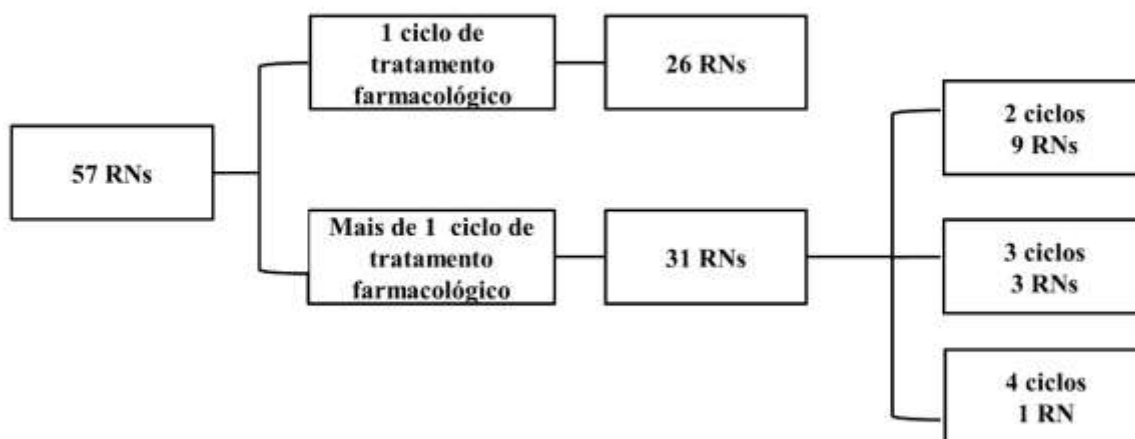 57 RNs
1 ciclo de
tratamento
farmacológico
26 RNs
Mais de 1 ciclo de
tratamento
farmacológico
31 RNs
2 ciclos
9 RNs
3 ciclos
3 RNs
4 ciclos
1 RN